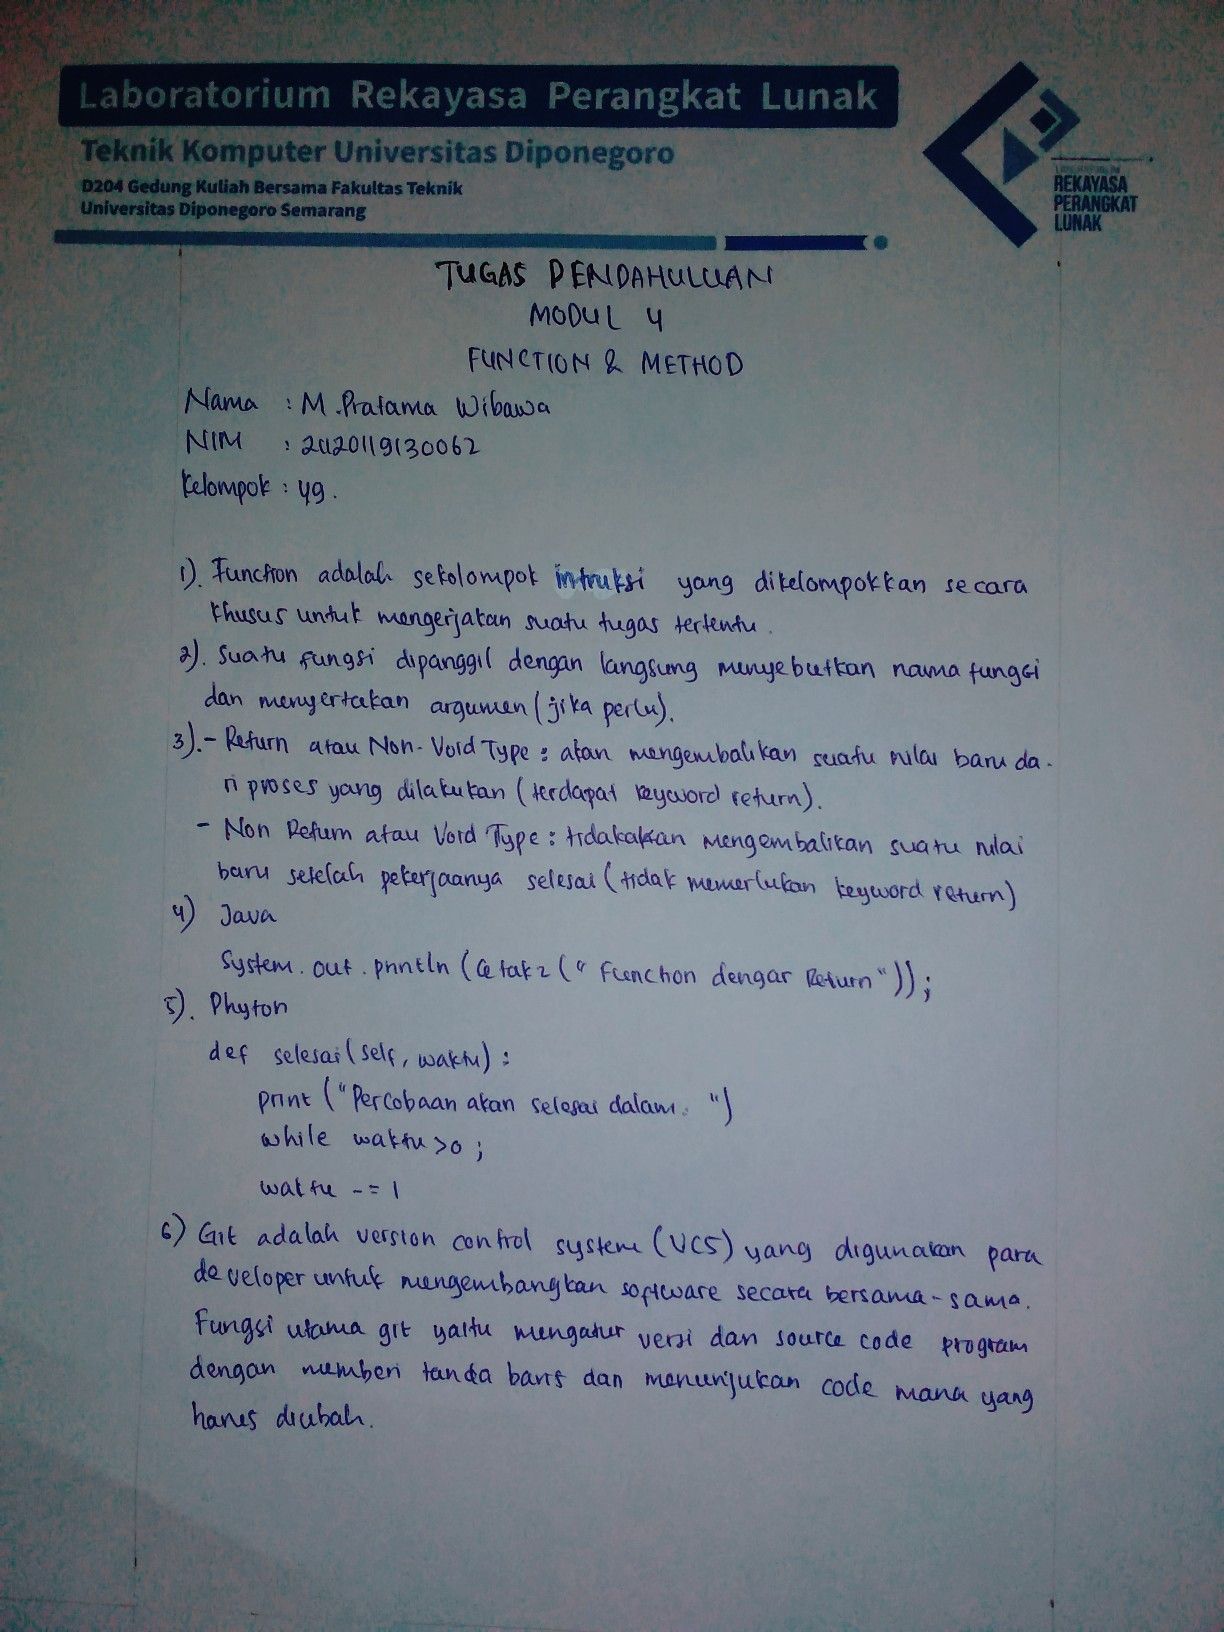 Laboratorium Rekayasa Perangkat Lunak
Teknik Komputer Universitas Diponegoro
D204 Gedung Kuliah Bersama Fakultas Teknik
Universitas Diponegoro Semarang
REKAYASA
PERANGKAT
LUNAK
TUGAS PENDAHULUAN
MODUL 4
FUNCTION & METHOD
Nama : M. Pratama Wibawa
NIM : 21120119130062
Kelompok : 49.
1). Function adalah sekolompok intruksi yang dikelompokkan secara
khusus untuk mengerjakan suatu tugas tertentu.
2). Suatu fungsi dipanggil dengan langsung menyebutkan nama fungsi
dan menyertakan argumen (jika perlu).
3). - Return atau Non-Void Type : akan mengembalikan suatu nilai baru da-
ri proses yang dilakukan (terdapat keyword return).
- Non Return atau Void Type : tidak akan mengembalikan suatu nilai
baru setelah pekerjaanya selesai (tidak memerlukan keyword return)
4) Java
System.out.println (Cetak2 ("Function dengan Return"));
5). Phyton
def selesai (self, waktu) :
print ("Percobaan akan selesai dalam: ")
while waktu >0 ;
waktu -= 1
6) Git adalah version control system (VCS) yang digunakan para
developer untuk mengembangkan software secara bersama-sama.
Fungsi utama git yaitu mengatur versi dan source code program
dengan memberi tanda baris dan menunjukan code mana yang
harus diubah.